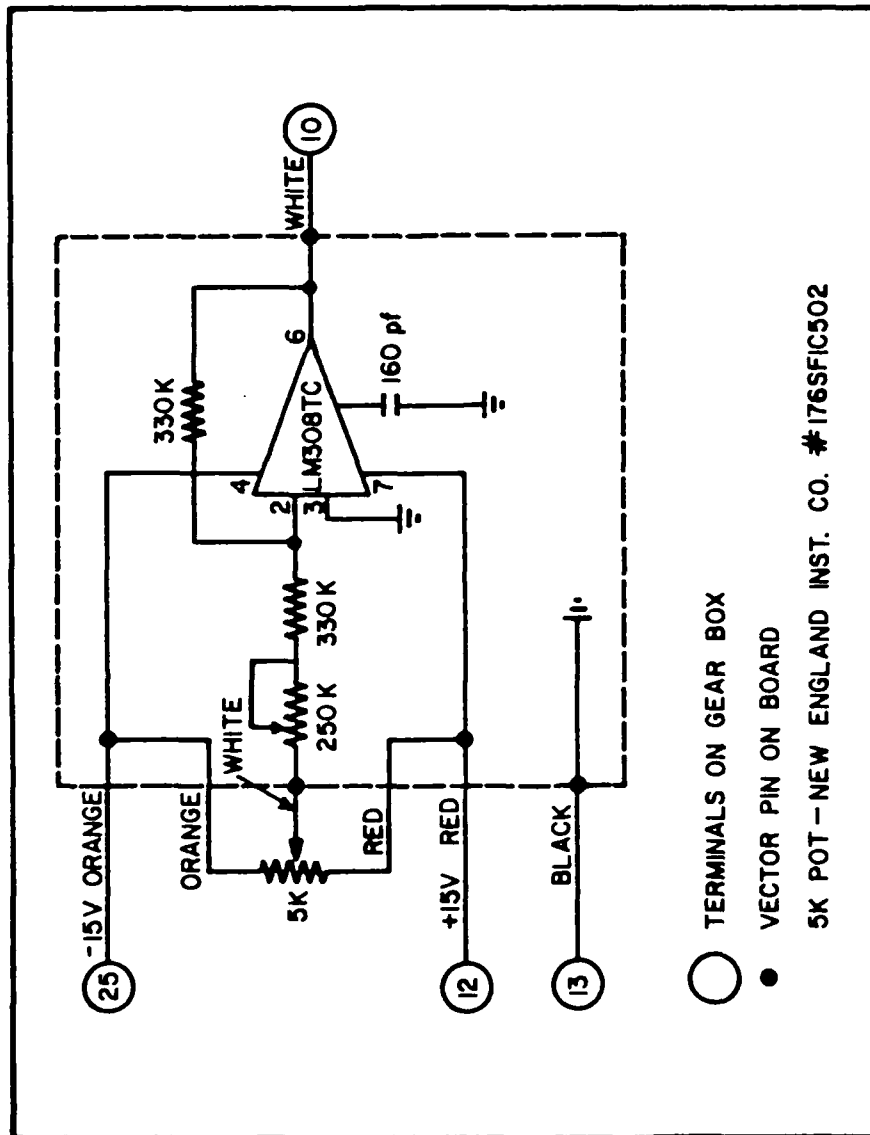 -15V ORANGE
25
ORANGE
WHITE
5K
250K
330K
330K
2
3
4
LM308TC
6
7
160 pf
WHITE
10
RED
+15V RED
12
BLACK
13
TERMINALS ON GEAR BOX
VECTOR PIN ON BOARD
5K POT - NEW ENGLAND INST. CO. #176SFIC502